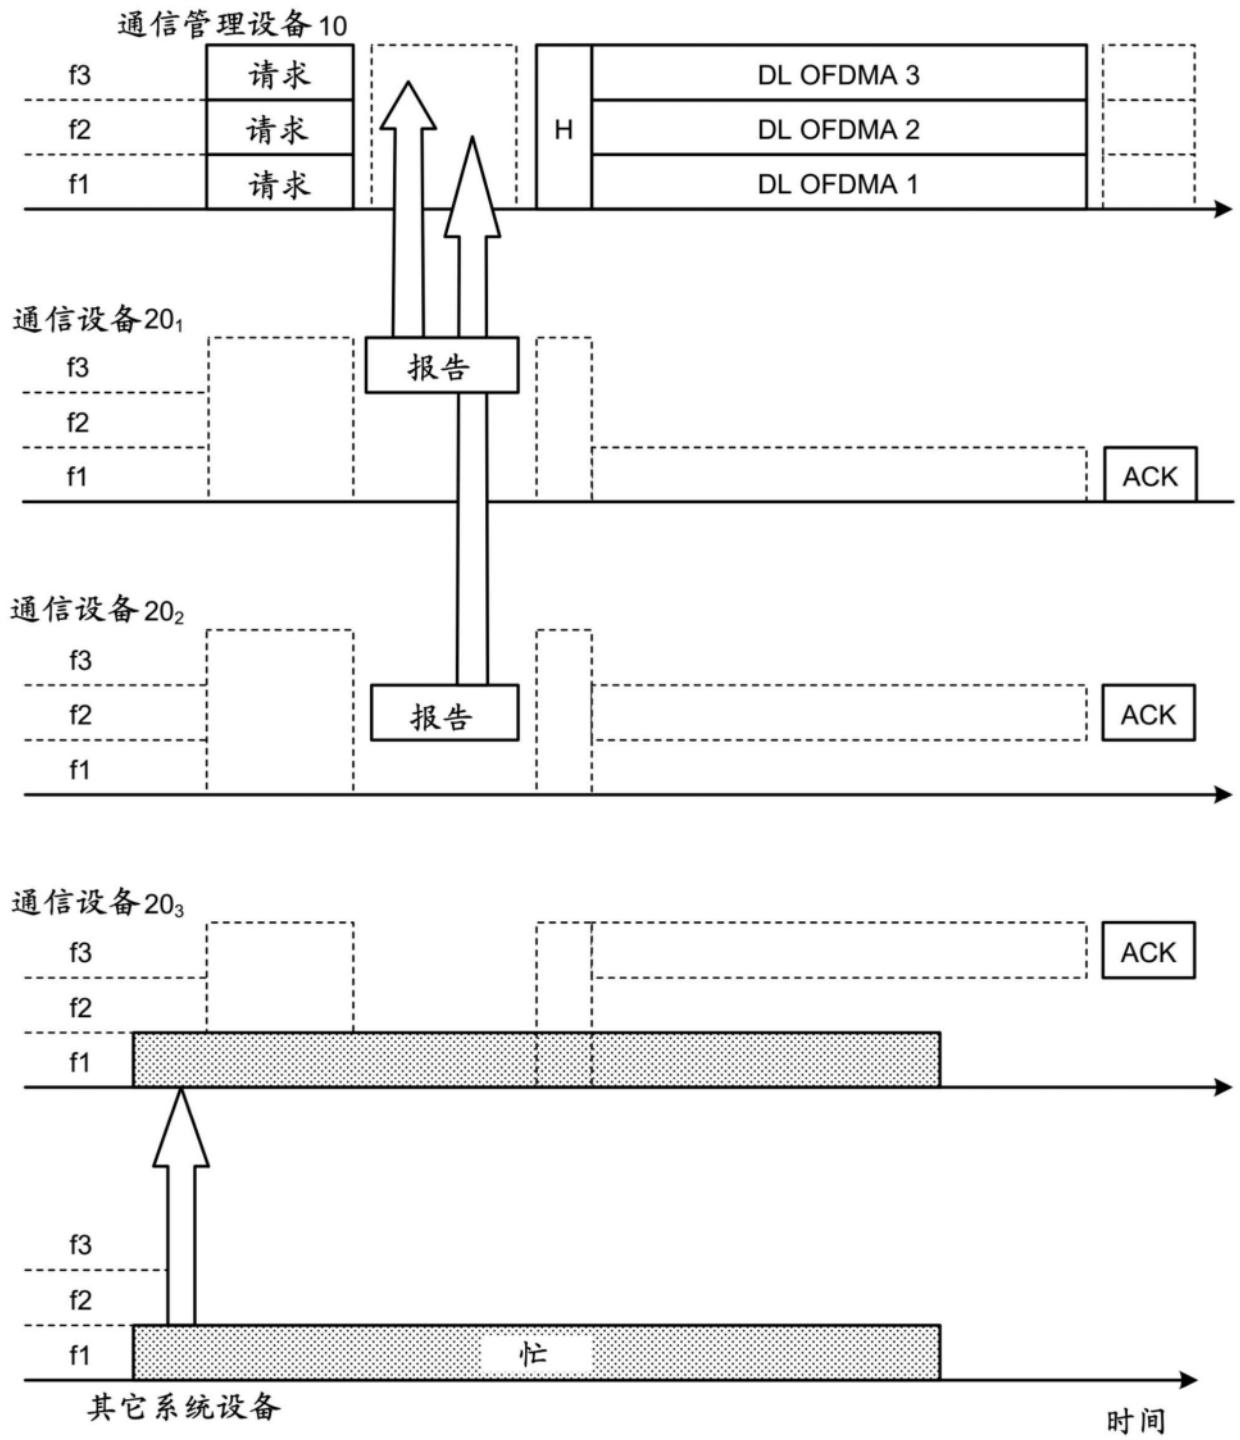 通信管理设备10
f3 请求 DL OFDMA 3
f2 请求 H DL OFDMA 2
f1 请求 DL OFDMA 1
通信设备20₁
f3 报告
f2
f1 ACK
通信设备20₂
f3
f2 报告 ACK
f1
通信设备20₃
f3 ACK
f2
f1
f3
f2
f1 忙
其它系统设备
时间